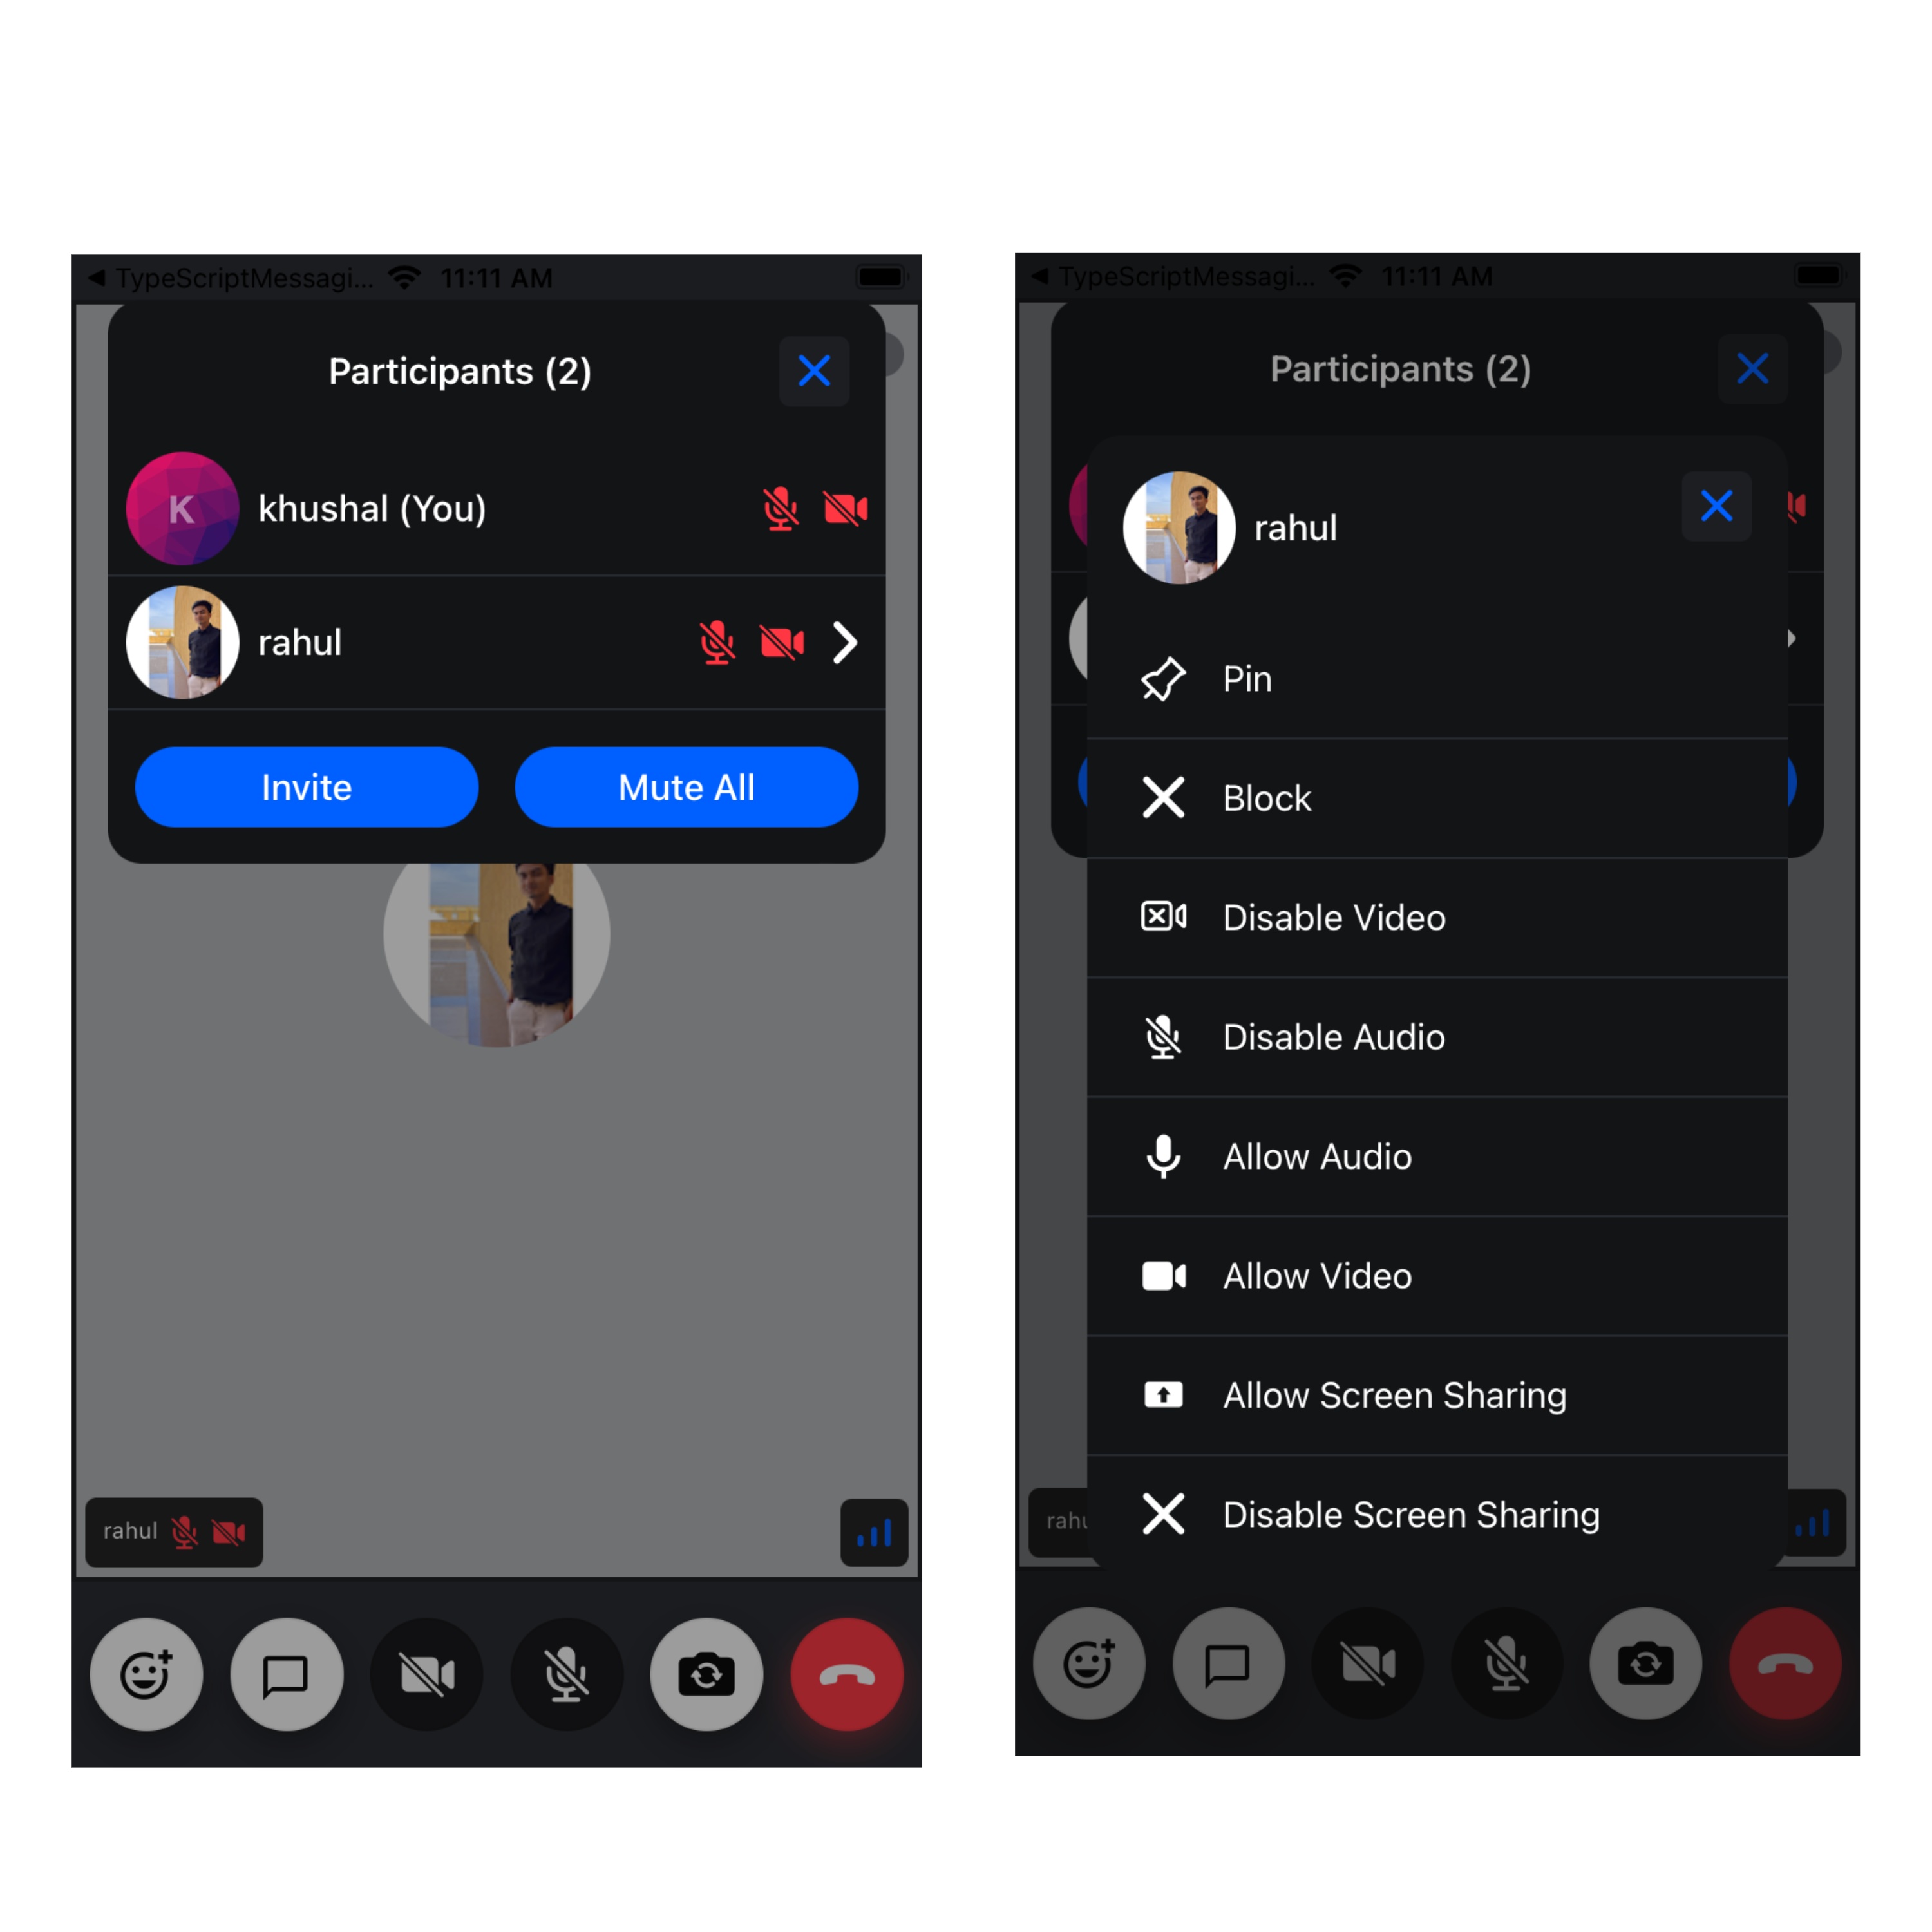 TypeScriptMessagi... 11:11 AM
Participants (2)
K
khushal (You)
rahul
Invite
Mute All
rahul
TypeScriptMessagi... 11:11 AM
Participants (2)
rahul
Pin
Block
Disable Video
Disable Audio
Allow Audio
Allow Video
Allow Screen Sharing
Disable Screen Sharing
rahu